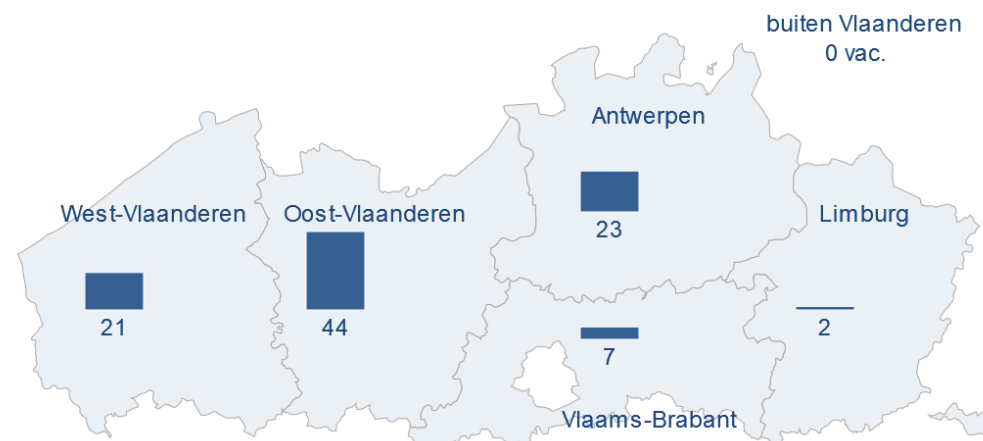 buiten Vlaanderen
0 vac.
Antwerpen
23
West-Vlaanderen
21
Oost-Vlaanderen
44
Limburg
2
7
Vlaams-Brabant